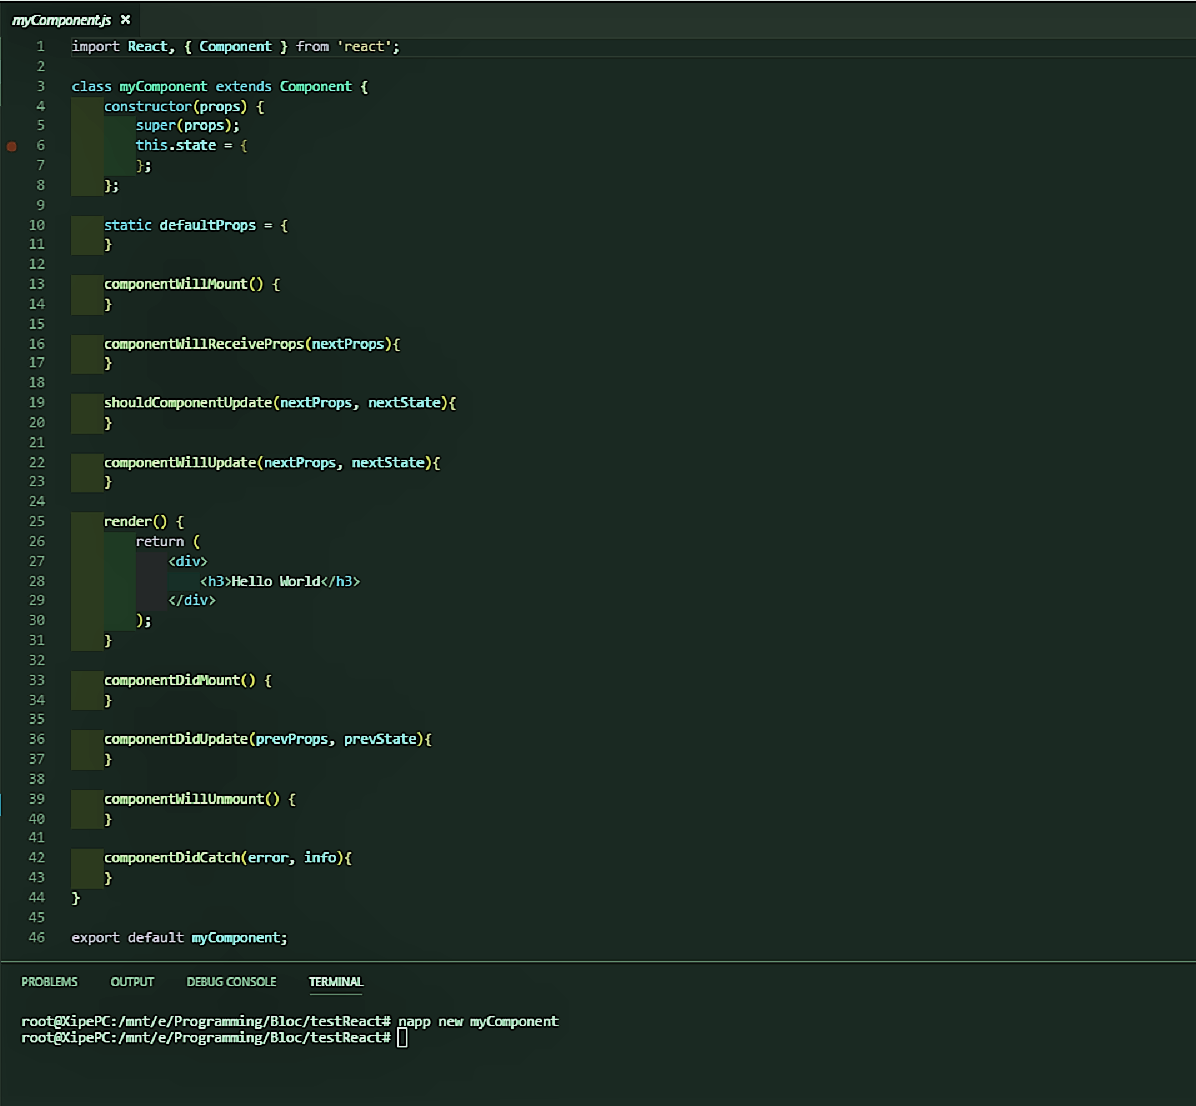 myComponent.js ×
1 import React, { Component } from 'react';
2
3 class myComponent extends Component {
4     constructor(props) {
5         super(props);
6         this.state = {
7         };
8     };
9
10     static defaultProps = {
11     }
12
13     componentWillMount() {
14     }
15
16     componentWillReceiveProps(nextProps){
17     }
18
19     shouldComponentUpdate(nextProps, nextState){
20     }
21
22     componentWillUpdate(nextProps, nextState){
23     }
24
25     render() {
26         return (
27             <div>
28                 <h3>Hello World</h3>
29             </div>
30         );
31     }
32
33     componentDidMount() {
34     }
35
36     componentDidUpdate(prevProps, prevState){
37     }
38
39     componentWillUnmount() {
40     }
41
42     componentDidCatch(error, info){
43     }
44 }
45
46 export default myComponent;
PROBLEMS OUTPUT DEBUG CONSOLE TERMINAL
root@XipePC:/mnt/e/Programming/Bloc/testReact# napp new myComponent
root@XipePC:/mnt/e/Programming/Bloc/testReact#